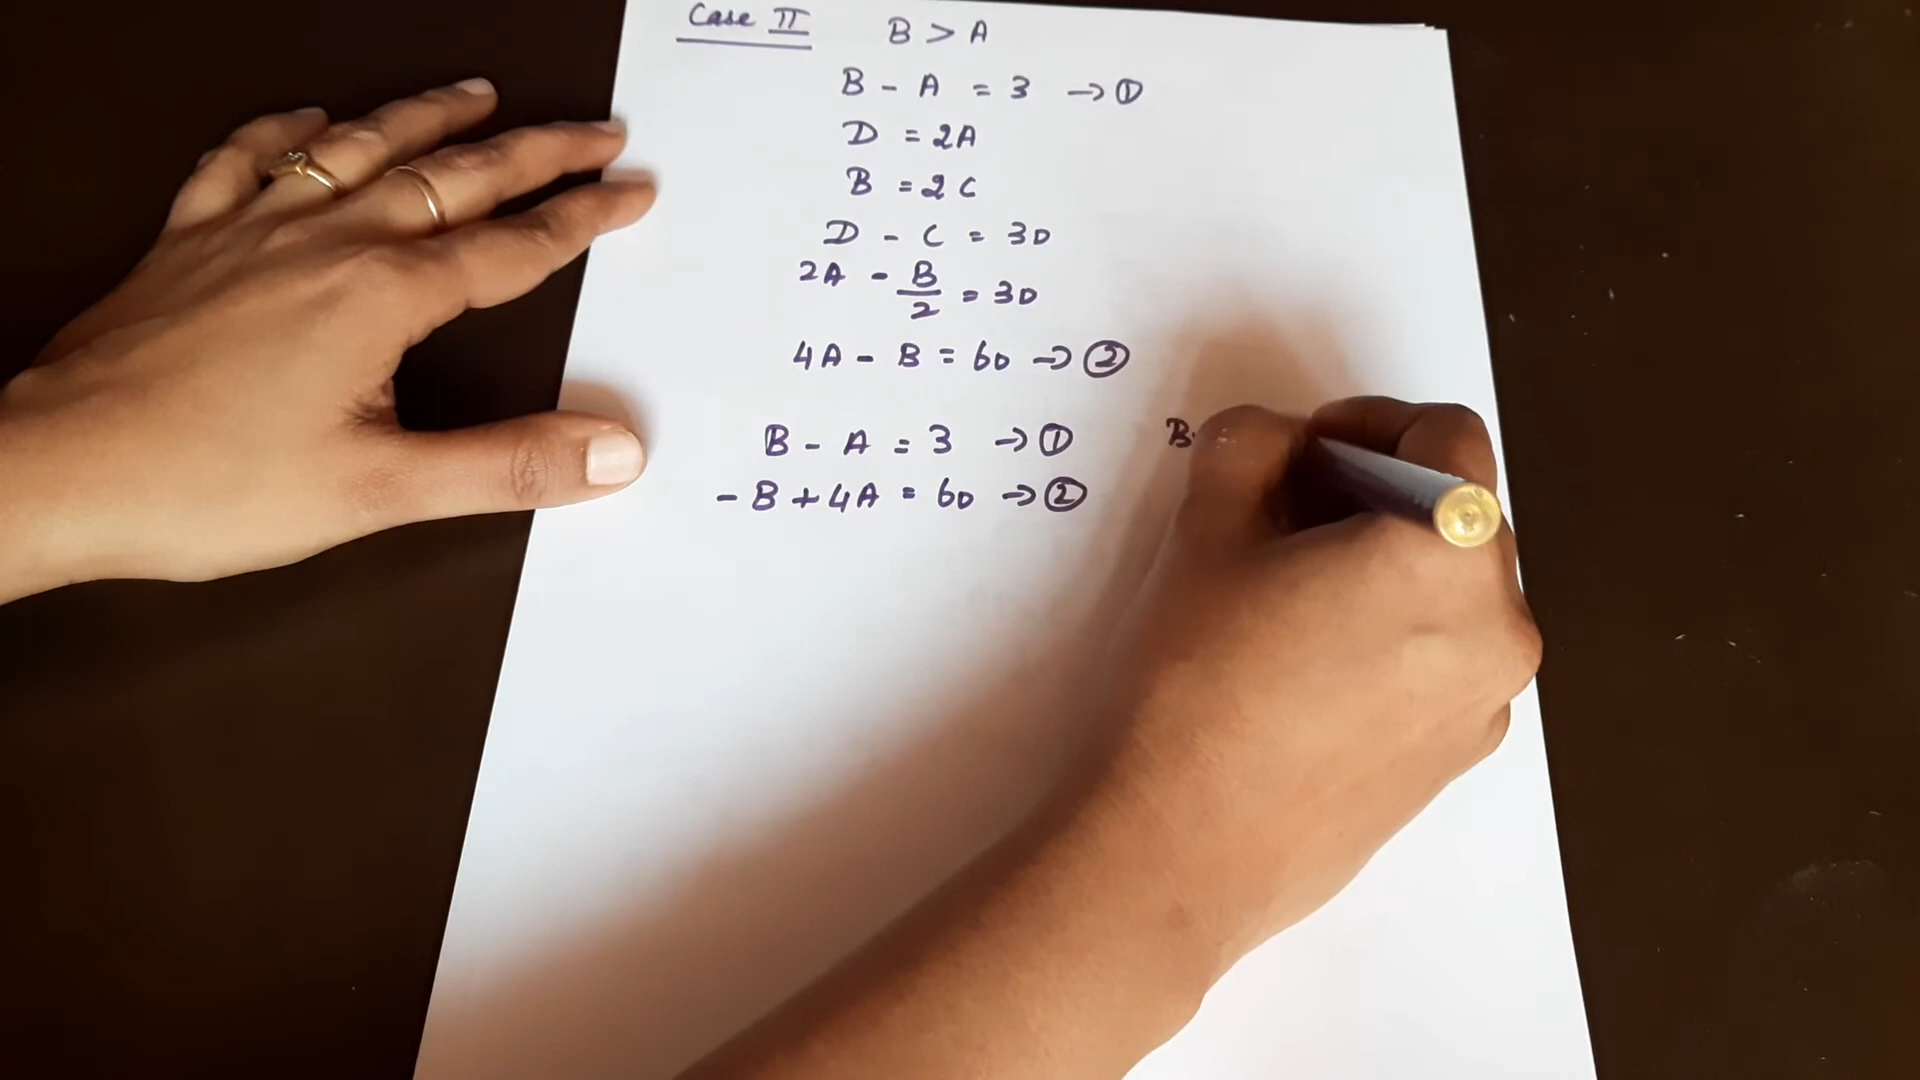 Case II B > A
B - A = 3 → ①
D = 2A
B = 2C
D - C = 30
2A - B/2 = 30
4A - B = 60 → ②
B - A = 3 → ① B
- B + 4A = 60 → ②